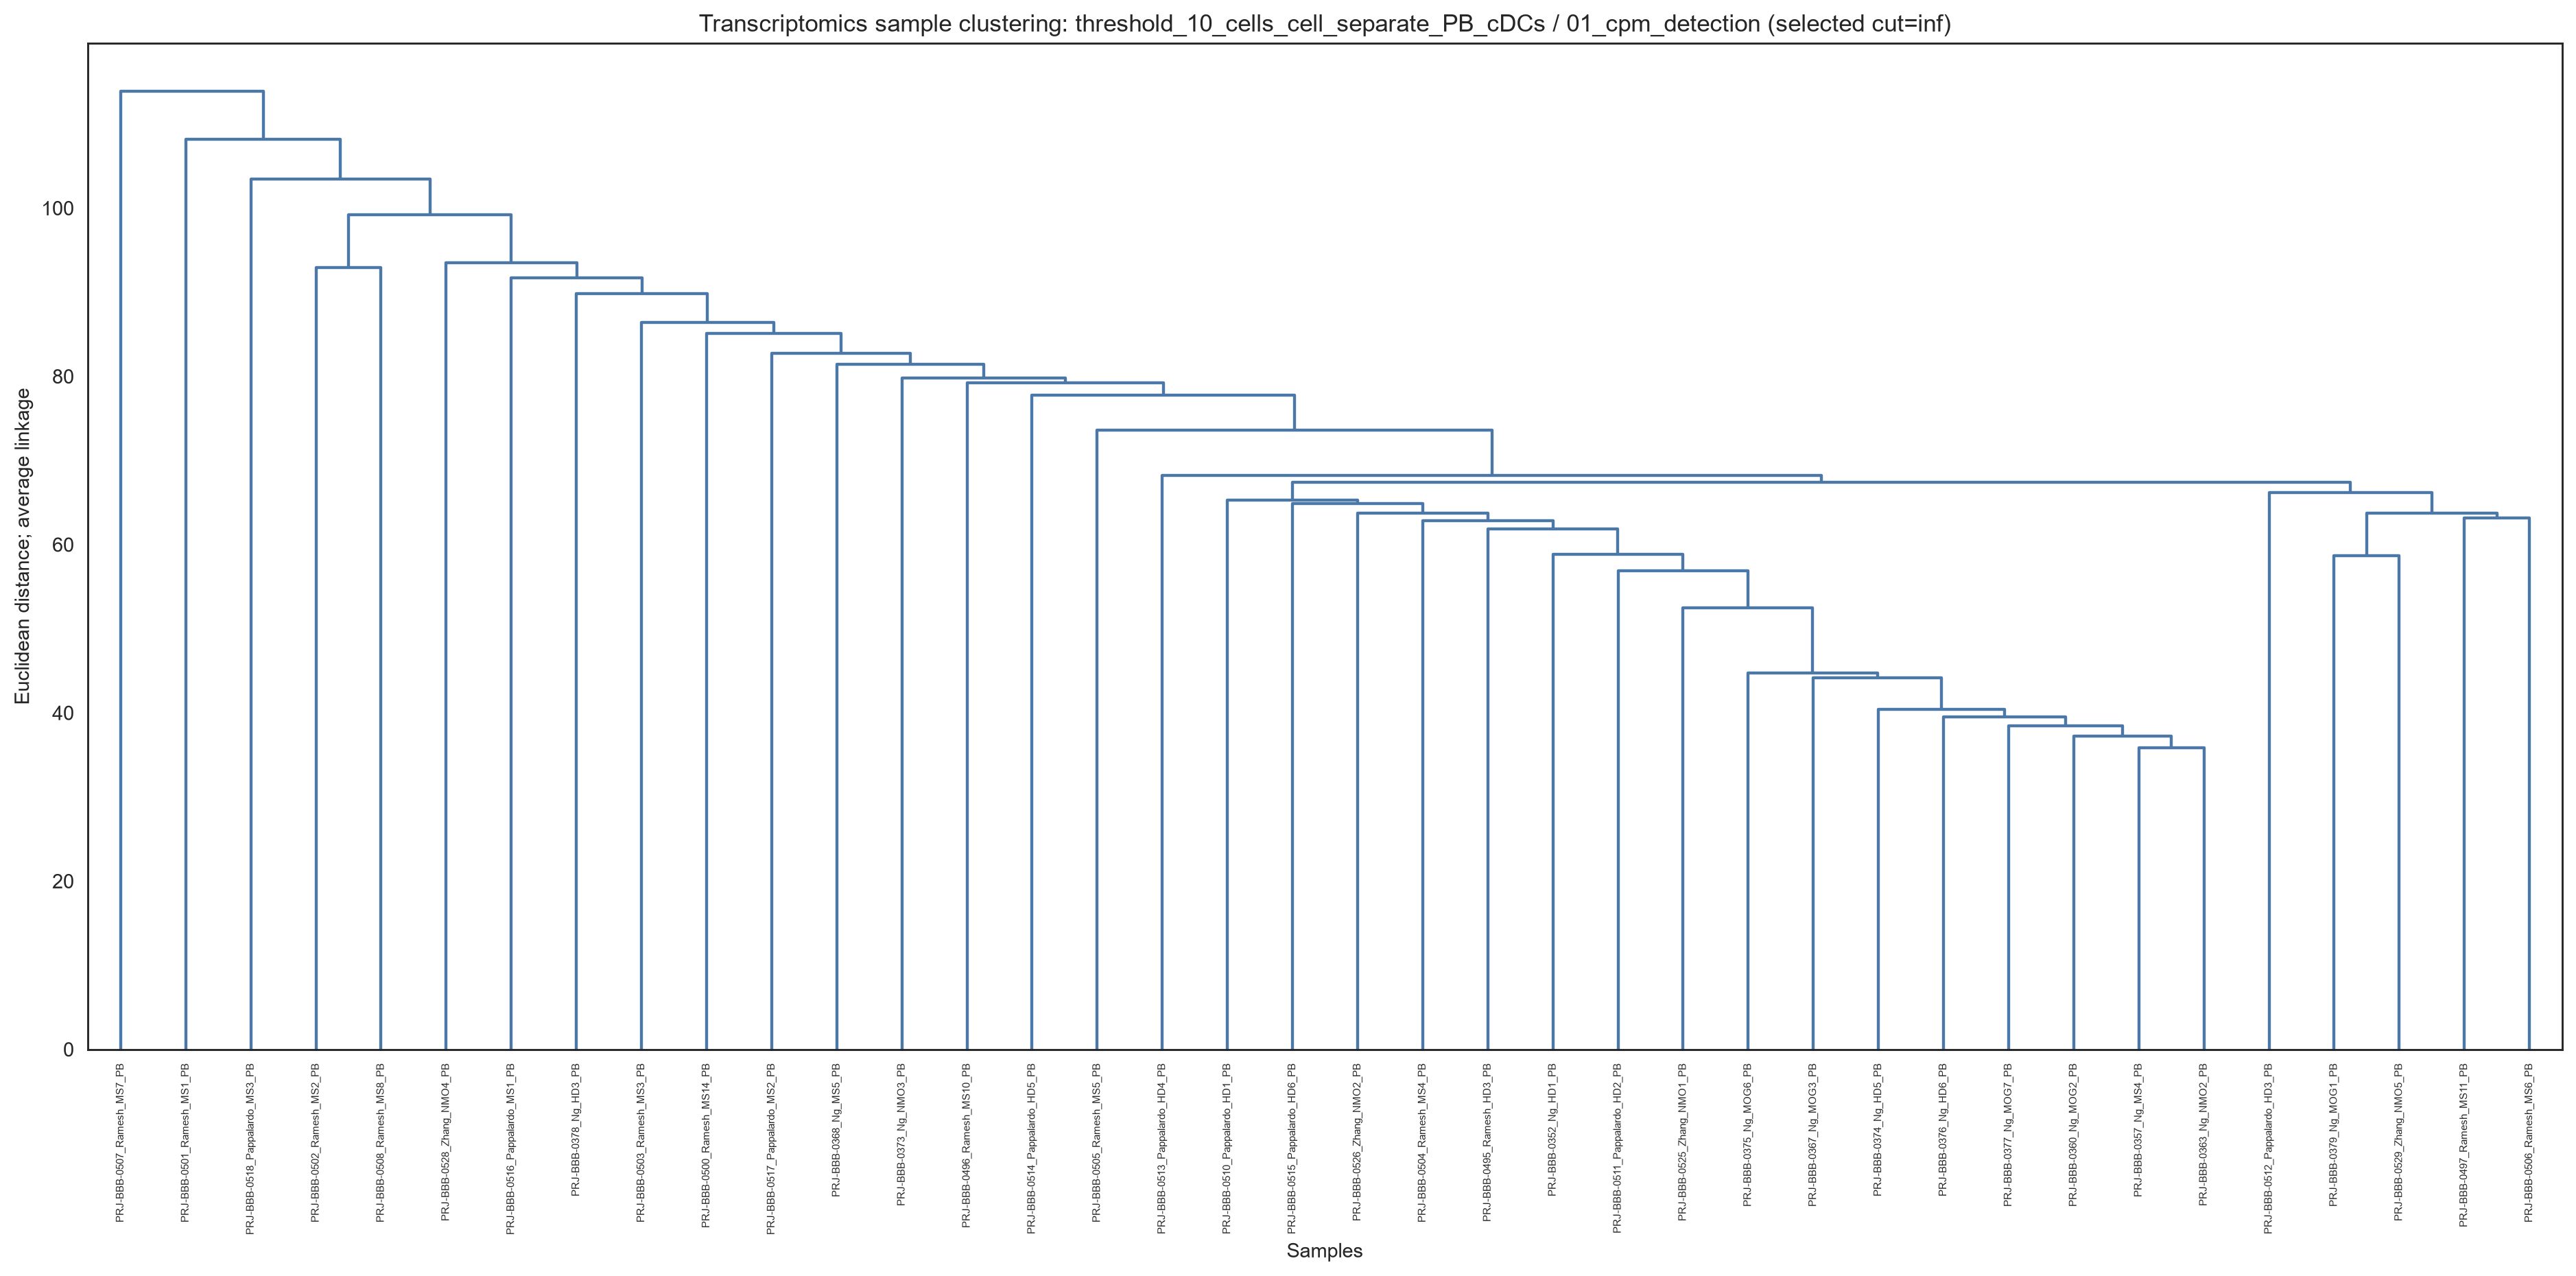 Transcriptomics sample clustering: threshold_10_cells_cell_separate_PB_cDCs / 01_cpm_detection (selected cut=inf)
Euclidean distance; average linkage
100
80
60
40
20
0
PRJ-BBB-0507_Ramesh_MS7_PB
PRJ-BBB-0501_Ramesh_MS1_PB
PRJ-BBB-0518_Pappalardo_MS3_PB
PRJ-BBB-0502_Ramesh_MS2_PB
PRJ-BBB-0508_Ramesh_MS8_PB
PRJ-BBB-0528_Zhang_NMO4_PB
PRJ-BBB-0516_Pappalardo_MS1_PB
PRJ-BBB-0378_Ng_HD3_PB
PRJ-BBB-0503_Ramesh_MS3_PB
PRJ-BBB-0500_Ramesh_MS14_PB
PRJ-BBB-0517_Pappalardo_MS2_PB
PRJ-BBB-0368_Ng_MS5_PB
PRJ-BBB-0373_Ng_NMO3_PB
PRJ-BBB-0496_Ramesh_MS10_PB
PRJ-BBB-0514_Pappalardo_HD5_PB
PRJ-BBB-0505_Ramesh_MS5_PB
PRJ-BBB-0513_Pappalardo_HD4_PB
PRJ-BBB-0510_Pappalardo_HD1_PB
PRJ-BBB-0515_Pappalardo_HD6_PB
PRJ-BBB-0526_Zhang_NMO2_PB
PRJ-BBB-0504_Ramesh_MS4_PB
PRJ-BBB-0495_Ramesh_HD3_PB
PRJ-BBB-0352_Ng_HD1_PB
PRJ-BBB-0511_Pappalardo_HD2_PB
PRJ-BBB-0525_Zhang_NMO1_PB
PRJ-BBB-0375_Ng_MOG6_PB
PRJ-BBB-0367_Ng_MOG3_PB
PRJ-BBB-0374_Ng_HD5_PB
PRJ-BBB-0376_Ng_HD6_PB
PRJ-BBB-0377_Ng_MOG7_PB
PRJ-BBB-0360_Ng_MOG2_PB
PRJ-BBB-0357_Ng_MS4_PB
PRJ-BBB-0363_Ng_NMO2_PB
PRJ-BBB-0512_Pappalardo_HD3_PB
PRJ-BBB-0379_Ng_MOG1_PB
PRJ-BBB-0529_Zhang_NMO5_PB
PRJ-BBB-0497_Ramesh_MS11_PB
PRJ-BBB-0506_Ramesh_MS6_PB
Samples